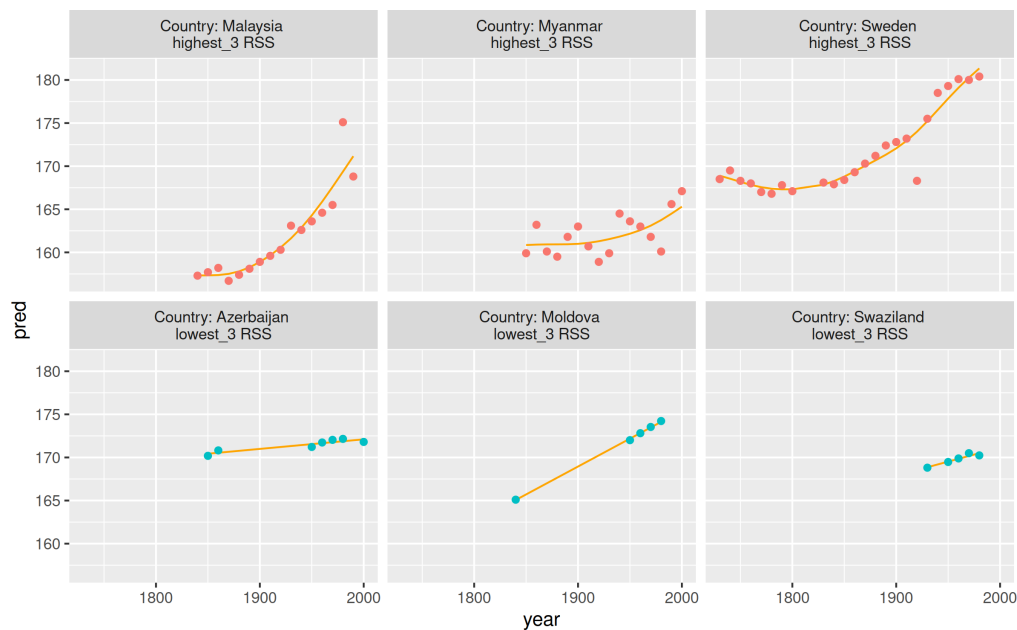 Country: Malaysia
highest_3 RSS
Country: Myanmar
highest_3 RSS
Country: Sweden
highest_3 RSS
180
175
170
165
160
Country: Azerbaijan
lowest_3 RSS
Country: Moldova
lowest_3 RSS
Country: Swaziland
lowest_3 RSS
180
175
170
165
160
1800 1900 2000
1800 1900 2000
1800 1900 2000
year
pred